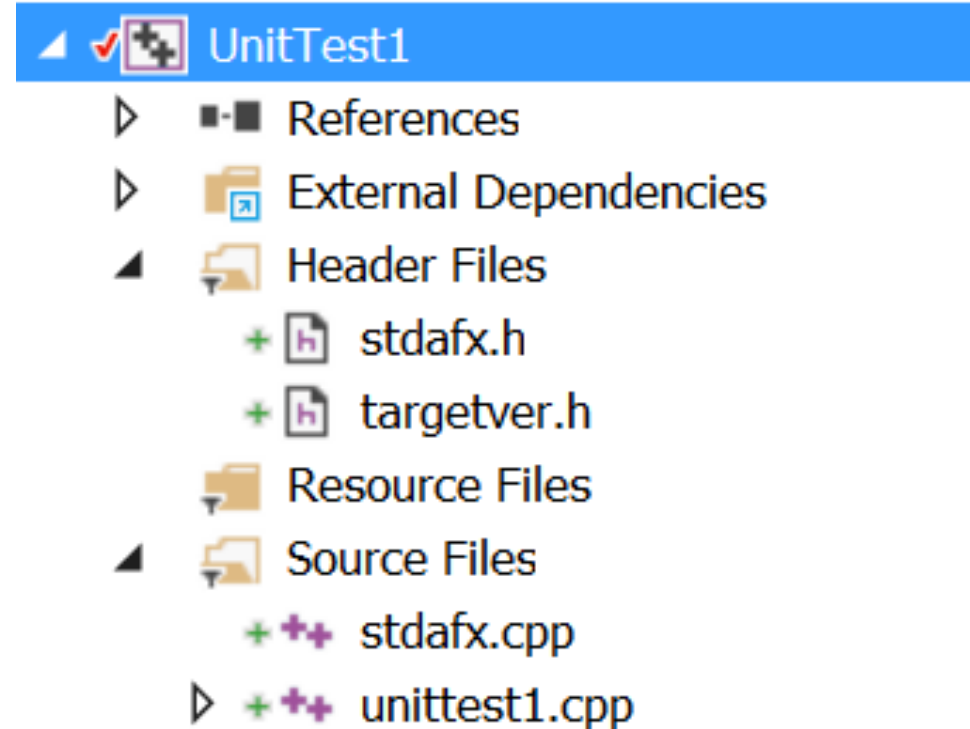 UnitTest1
References
External Dependencies
Header Files
stdafx.h
targetver.h
Resource Files
Source Files
stdafx.cpp
unittest1.cpp